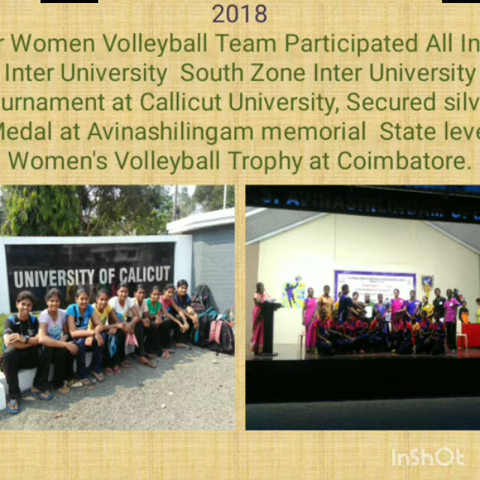 2018
r Women Volleyball Team Participated All In
Inter University South Zone Inter University
urnament at Callicut University, Secured silv
Medal at Avinashilingam memorial State leve
Women's Volleyball Trophy at Coimbatore.
UNIVERSITY OF CALICUT
InShOt